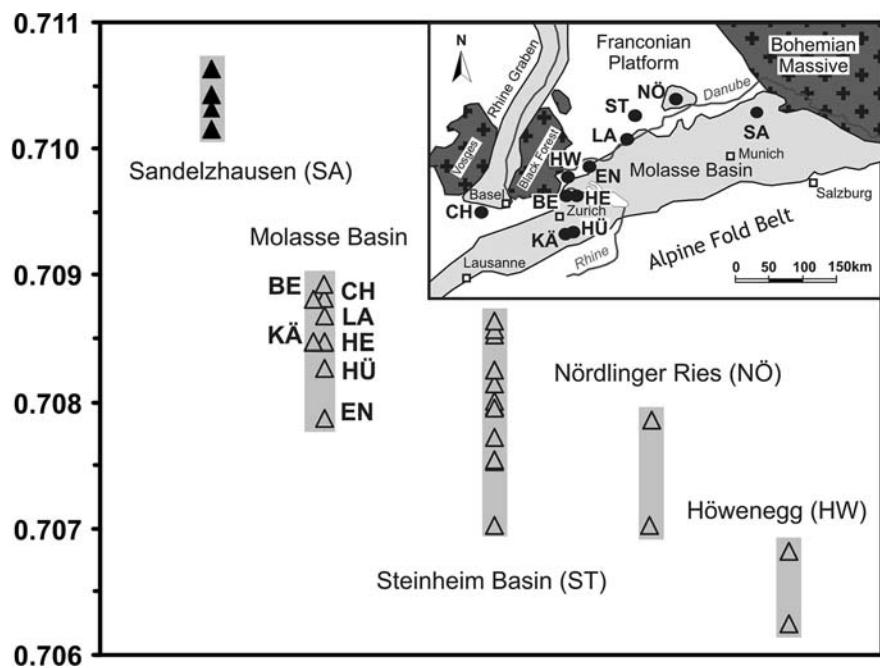 0.711
0.710
0.709
0.708
0.707
0.706
Sandelzhausen (SA)
Molasse Basin
BE
CH
LA
KÄ
HE
HÜ
EN
Steinheim Basin (ST)
Nördlinger Ries (NÖ)
Höwenegg (HW)
N
Rhine Graben
Franconian
Platform
Bohemian
Massive
NÖ
Danube
ST
LA
SA
Vosges
Black Forest
HW
EN
Munich
Molasse Basin
Basel
BE
HE
Salzburg
CH
Zurich
KÄ
HÜ
Alpine Fold Belt
Lausanne
Rhine
0 50 100 150km